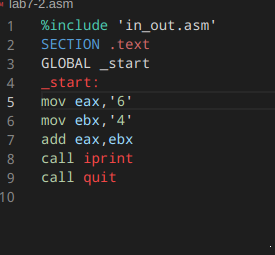 lab7-2.asm
1 %include 'in_out.asm'
2 SECTION .text
3 GLOBAL _start
4 _start:
5 mov eax,'6'
6 mov ebx,'4'
7 add eax,ebx
8 call iprint
9 call quit
10